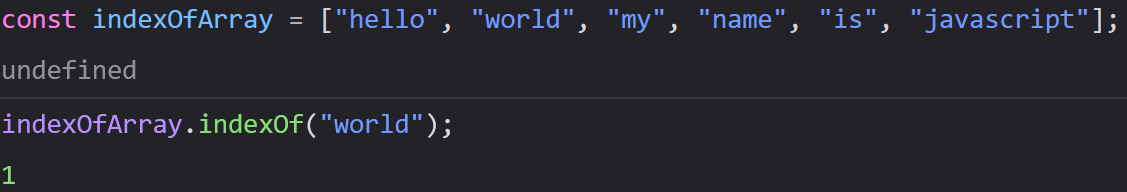 const indexOfArray = ["hello", "world", "my", "name", "is", "javascript"];
undefined
indexOfArray.indexOf("world");
1